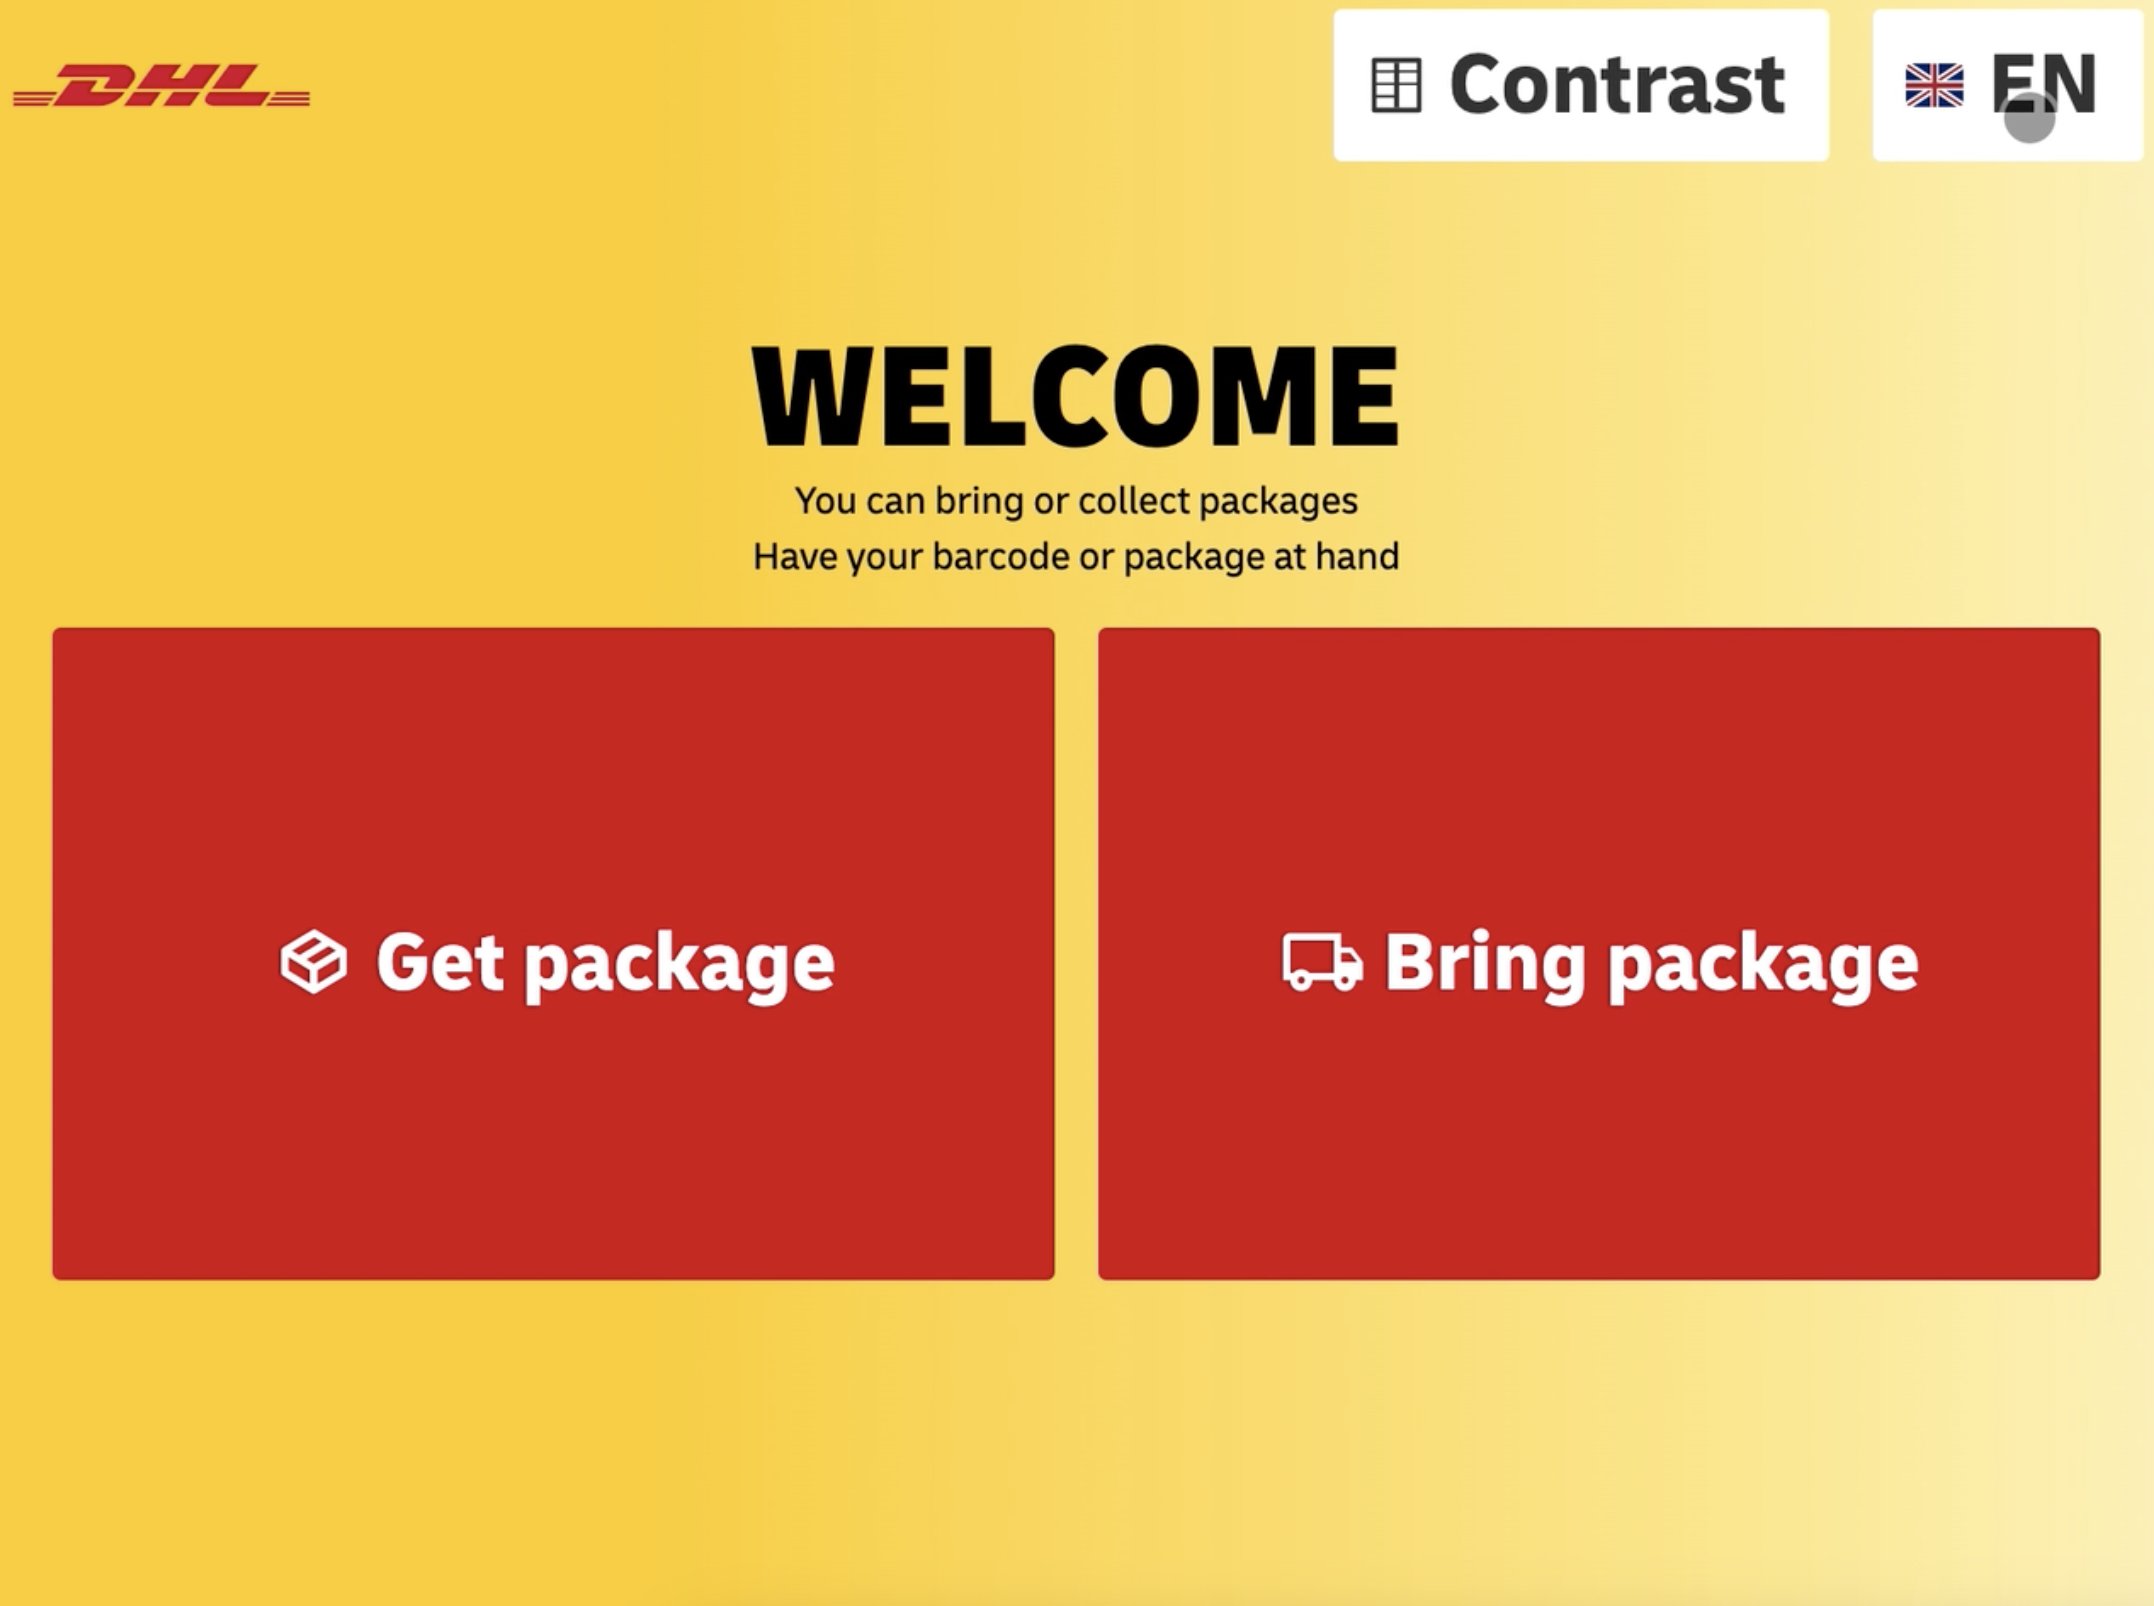 DHL
Contrast
EN
WELCOME
You can bring or collect packages
Have your barcode or package at hand
Get package
Bring package